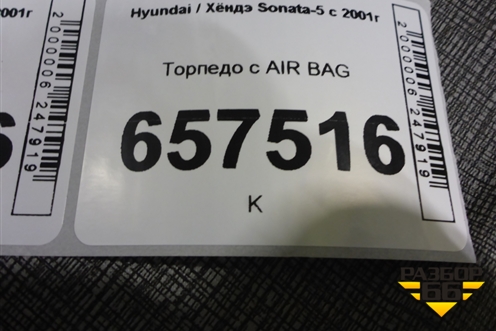 2001г
Hyundai / Хёндэ Sonata-5 с 2001г
Торпедо с AIR BAG
6
657516
К
2000006247919
2000006247919
РАЗБОР
66